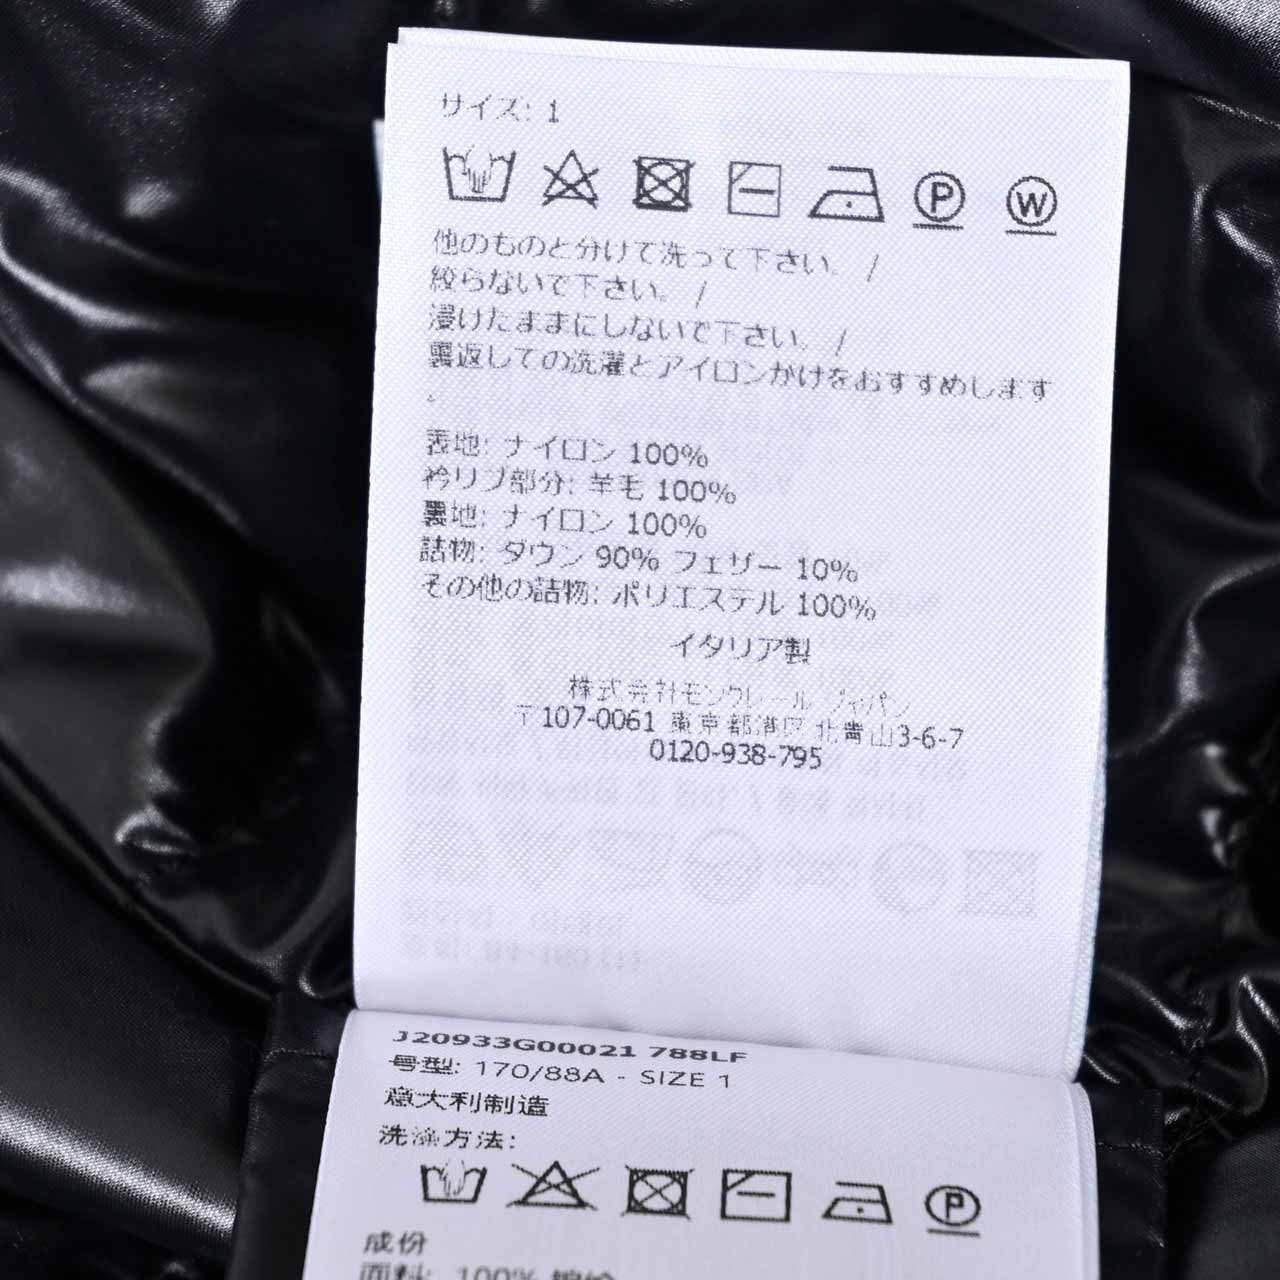 サイズ: 1
P W
他のものと分けて洗って下さい。 /
絞らないで下さい。 /
浸けたままにしないで下さい。 /
裏返しての洗濯とアイロンかけをおすすめします
。
表地: ナイロン 100%
衿リブ部分: 羊毛 100%
裏地: ナイロン 100%
詰物: ダウン 90% フェザー 10%
その他の詰物: ポリエステル 100%
イタリア製
株式会社モンクレール ジャパン
〒107-0061 東京都港区 北青山3-6-7
0120-938-795
J20933G00021 788LF
号型: 170/88A - SIZE 1
意大利制造
洗涤方法:
P
成份
面料: 100%